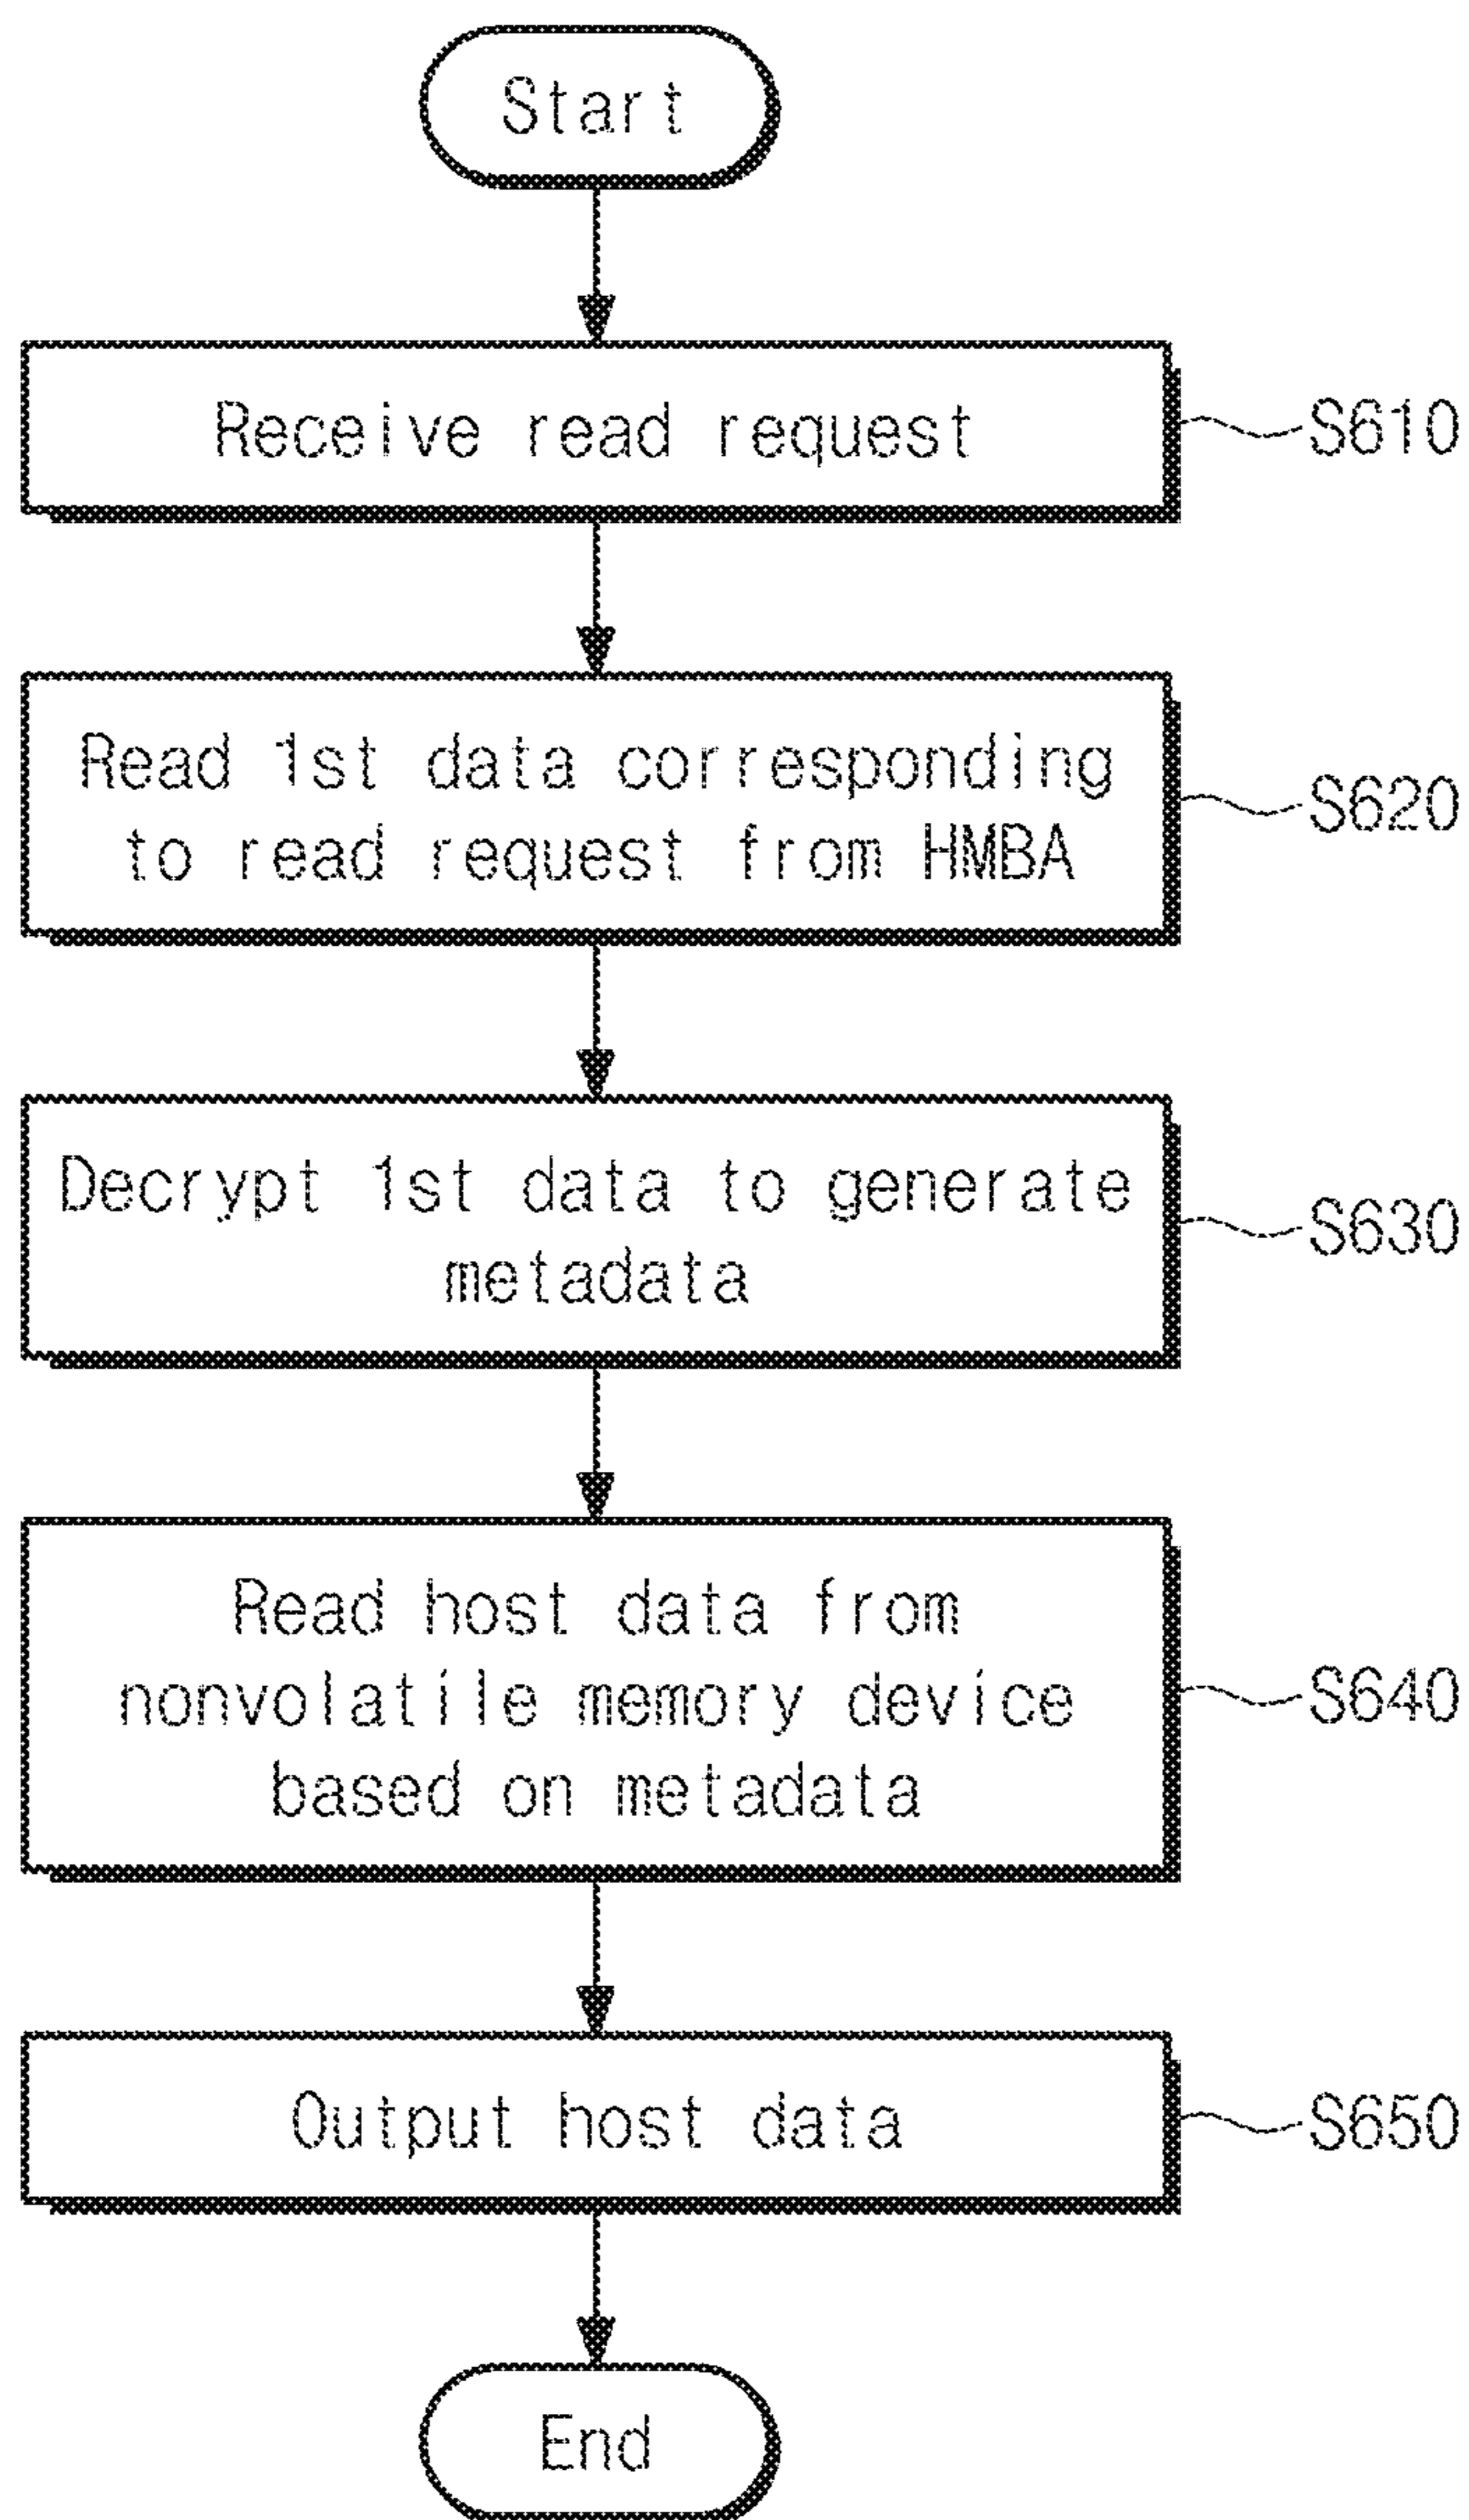 Start
Receive read request
S610
Read 1st data corresponding
to read request from HMBA
S620
Decrypt 1st data to generate
metadata
S630
Read host data from
nonvolatile memory device
based on metadata
S640
Output host data
S650
End